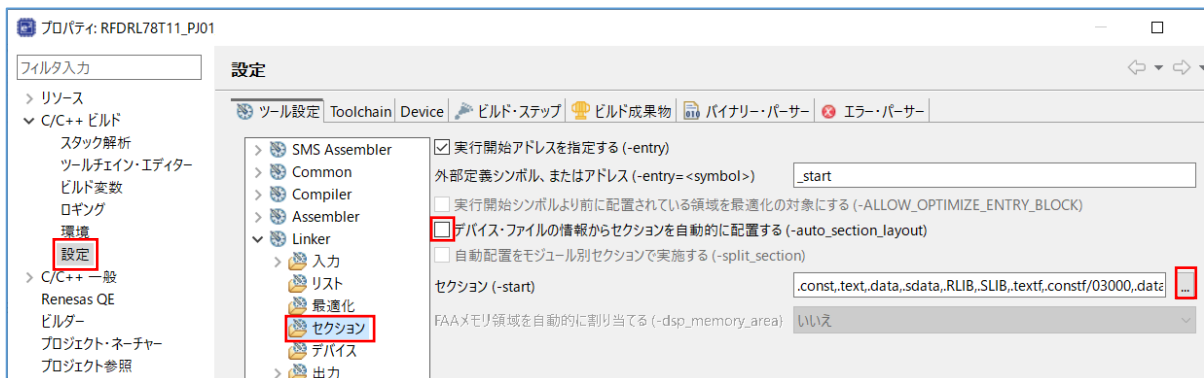 プロパティ: RFDRL78T11_PJ01
フィルタ入力
リソース
C/C++ ビルド
スタック解析
ツールチェイン・エディター
ビルド変数
ロギング
環境
設定
C/C++ 一般
Renesas QE
ビルダー
プロジェクト・ネーチャー
プロジェクト参照
設定
ツール設定 Toolchain Device ビルド・ステップ ビルド成果物 バイナリー・パーサー エラー・パーサー
SMS Assembler
Common
Compiler
Assembler
Linker
入力
リスト
最適化
セクション
デバイス
出力
実行開始アドレスを指定する (-entry)
外部定義シンボル、またはアドレス (-entry=<symbol>) _start
実行開始シンボルより前に配置されている領域を最適化の対象にする (-ALLOW_OPTIMIZE_ENTRY_BLOCK)
デバイス・ファイルの情報からセクションを自動的に配置する (-auto_section_layout)
自動配置をモジュール別セクションで実施する (-split_section)
セクション (-start) .const,.text,.data,.sdata,.RLIB,.SLIB,.textf,.constf/03000,.data ...
FAAメモリ領域を自動的に割り当てる (-dsp_memory_area) いいえ